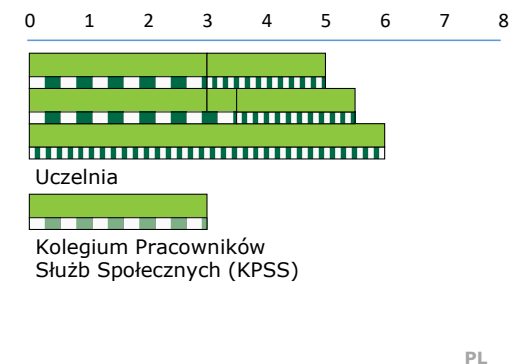 0 1 2 3 4 5 6 7 8
Uczelnia
Kolegium Pracowników
Służb Społecznych (KPSS)
PL